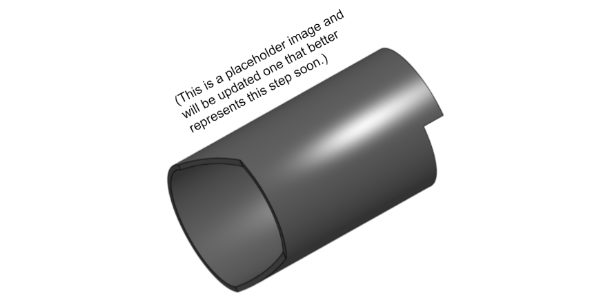 (This is a placeholder image and
will be updated one that better
represents this step soon.)